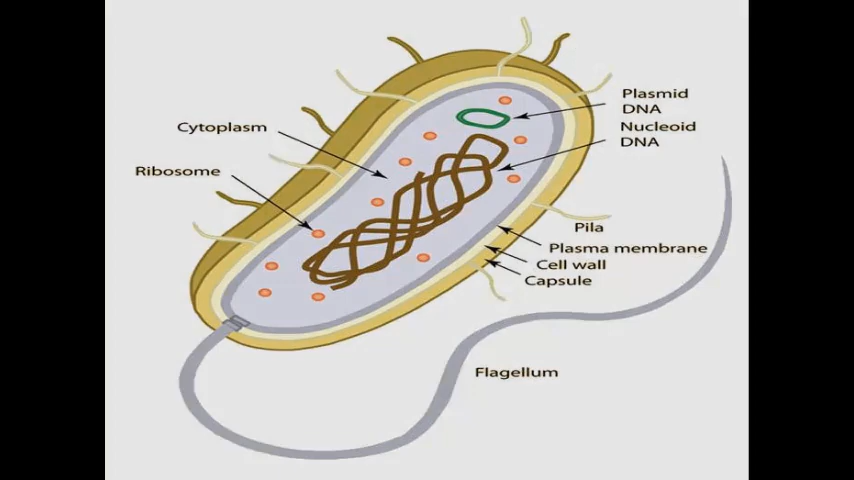 Plasmid
DNA
Cytoplasm
Nucleoid
DNA
Ribosome
Pila
Plasma membrane
Cell wall
Capsule
Flagellum